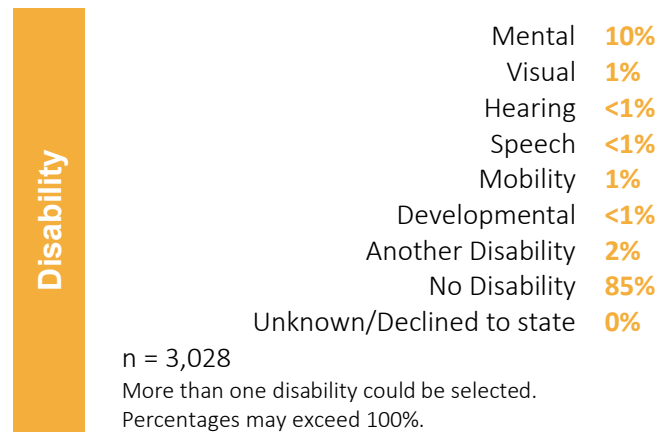 Disability
Mental 10%
Visual 1%
Hearing <1%
Speech <1%
Mobility 1%
Developmental <1%
Another Disability 2%
No Disability 85%
Unknown/Declined to state 0%
n = 3,028
More than one disability could be selected.
Percentages may exceed 100%.